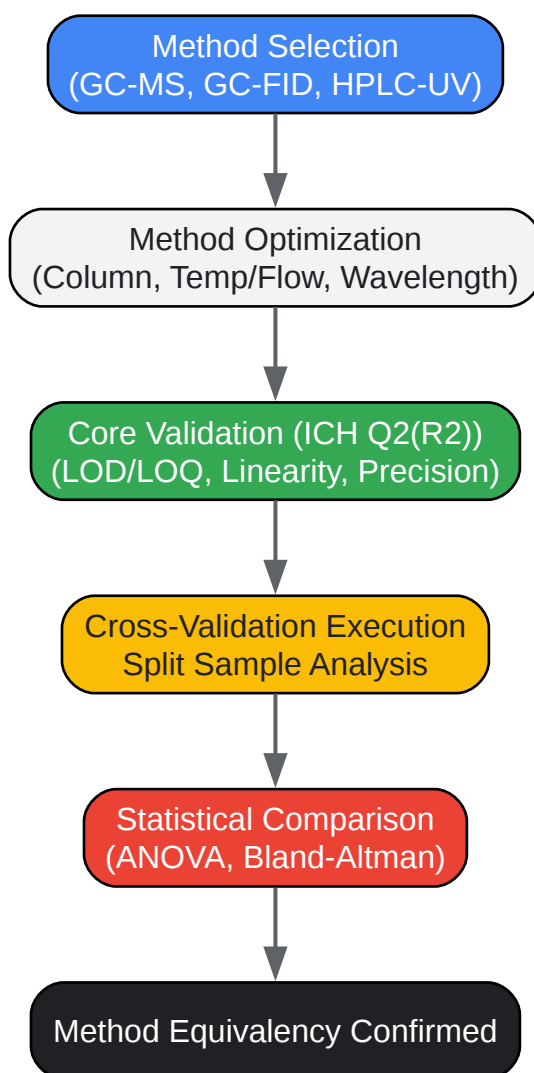 Method Selection
(GC-MS, GC-FID, HPLC-UV)
Method Optimization
(Column, Temp/Flow, Wavelength)
Core Validation (ICH Q2(R2))
(LOD/LOQ, Linearity, Precision)
Cross-Validation Execution
Split Sample Analysis
Statistical Comparison
(ANOVA, Bland-Altman)
Method Equivalency Confirmed